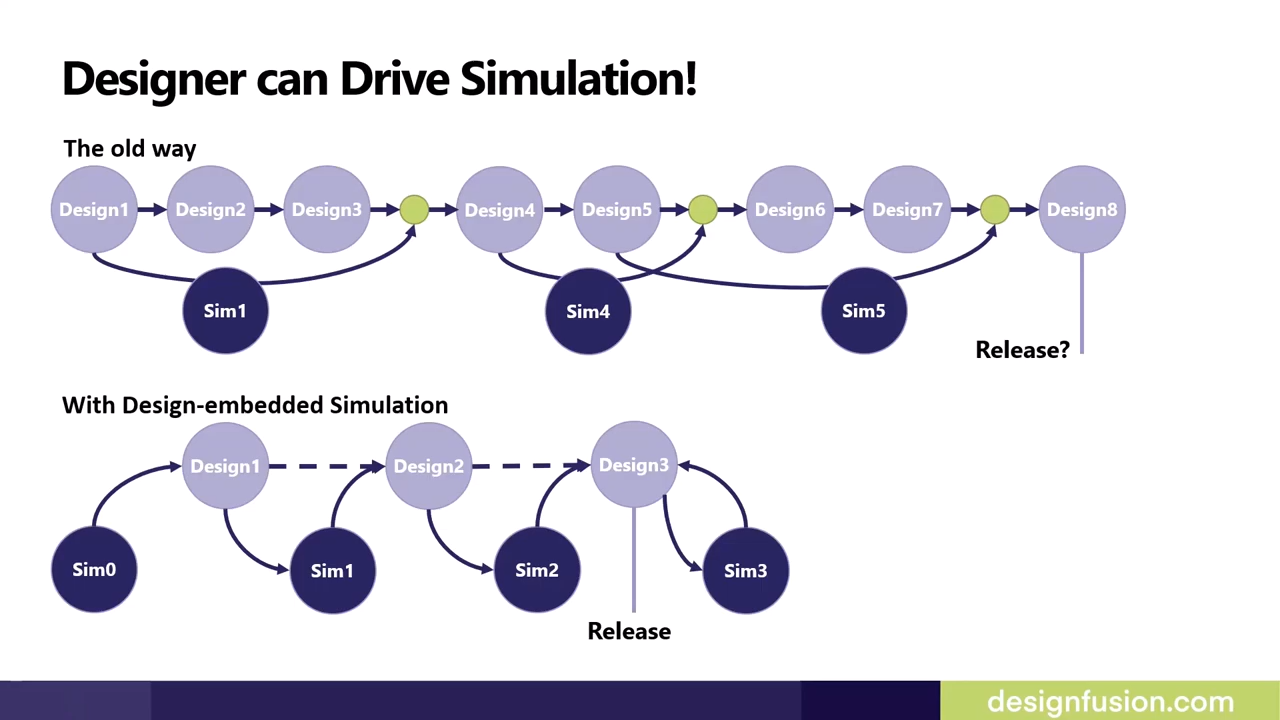 Designer can Drive Simulation!
The old way
Design1
Design2
Design3
Design4
Design5
Design6
Design7
Design8
Sim1
Sim4
Sim5
Release?
With Design-embedded Simulation
Design1
Design2
Design3
Sim0
Sim1
Sim2
Sim3
Release
designfusion.com